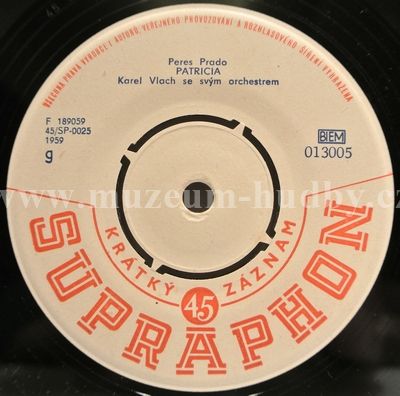 VŠECHNA PRÁVA VÝROBCE I AUTORŮ, VEŘEJNÉHO PROVOZOVÁNÍ A ROZHLASOVÉHO ŠÍŘENÍ VYHRAZENA
Peres Prado
PATRICIA
Karel Vlach se svým orchestrem
F 189059
45/SP-0025
1959
g
BIEM
013005
www.muzeum-hudby.cz
KRÁTKÝ 45 ZÁZNAM
SUPRAPHON